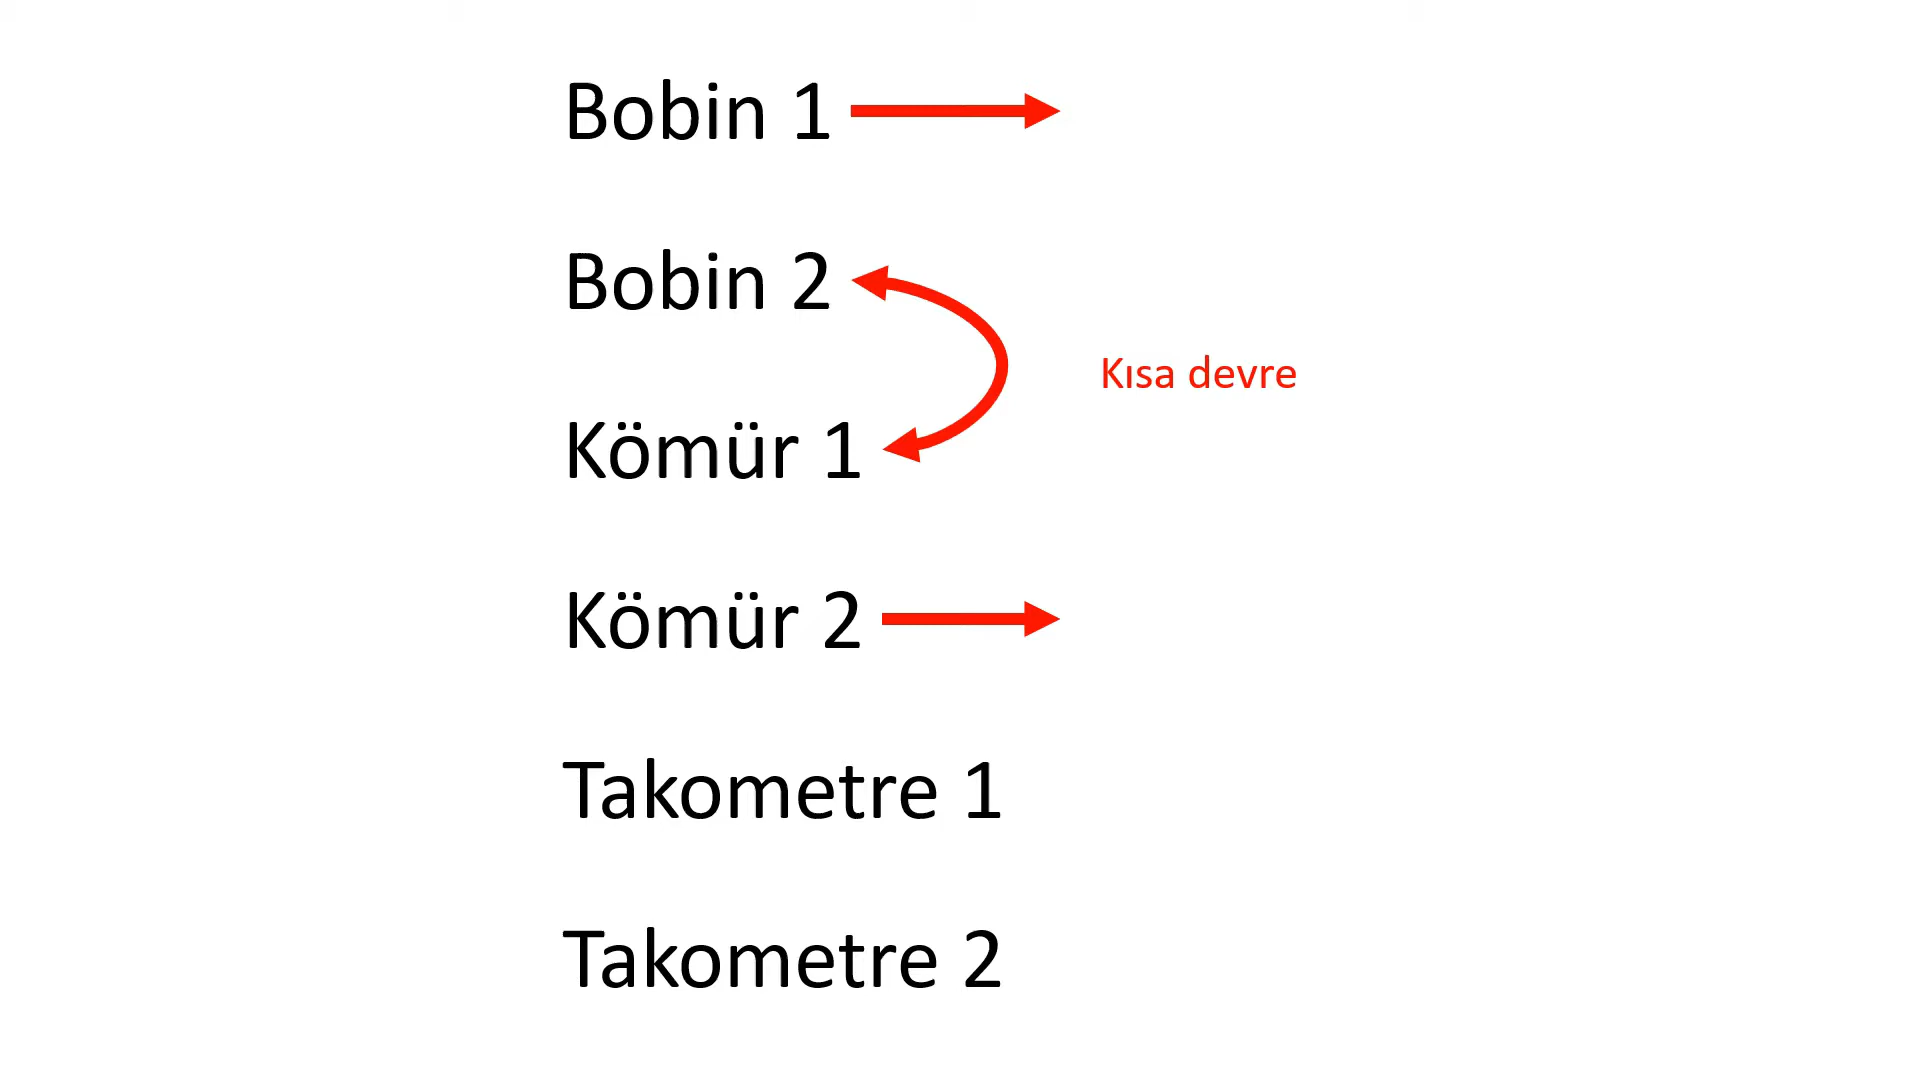 Bobin 1
Bobin 2
Kısa devre
Kömür 1
Kömür 2
Takometre 1
Takometre 2